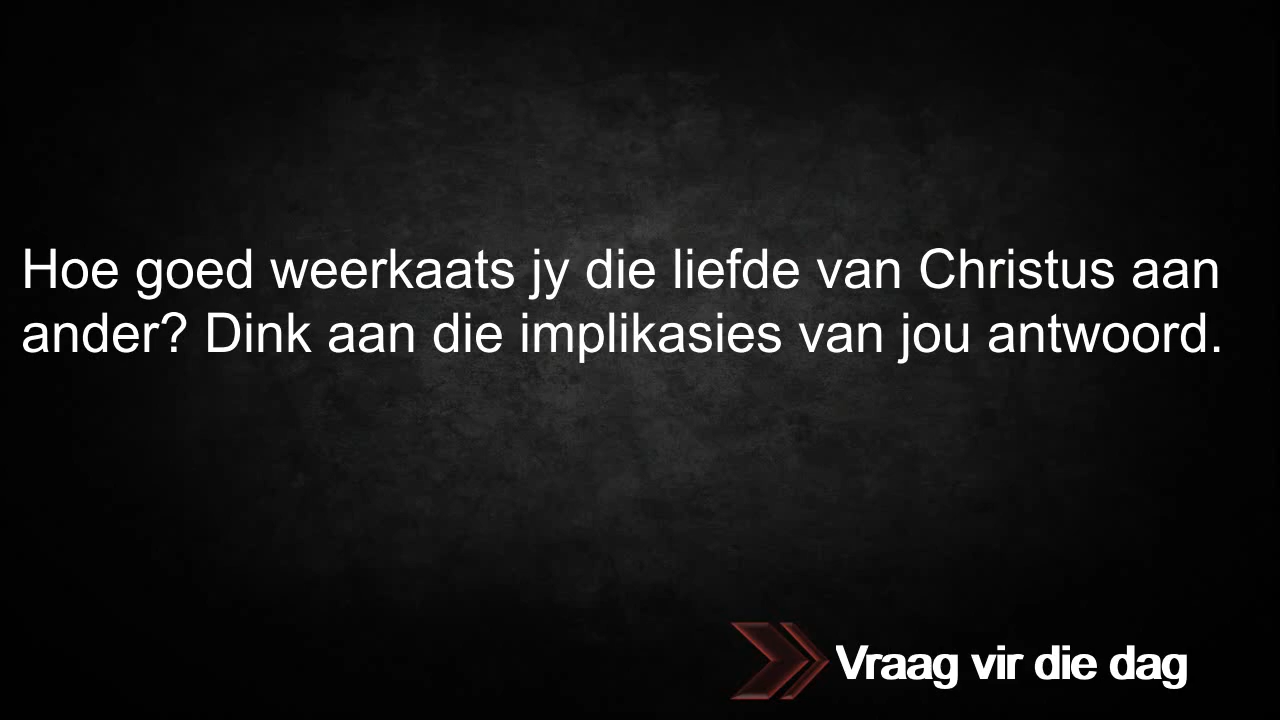 Hoe goed weerkaats jy die liefde van Christus aan
ander? Dink aan die implikasies van jou antwoord.
Vraag vir die dag